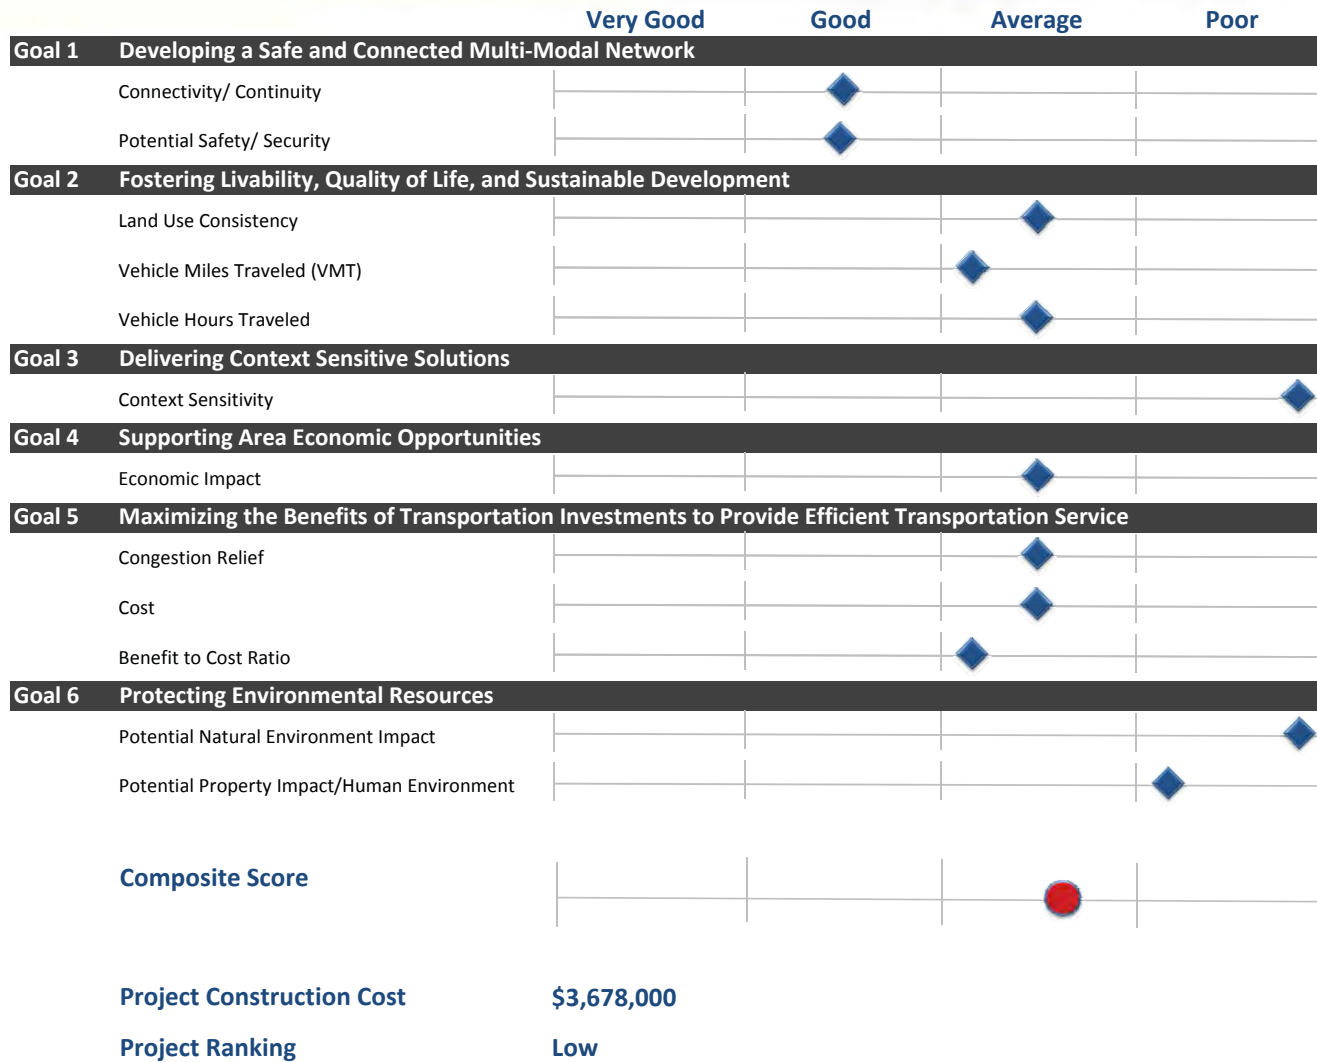 Very Good Good Average Poor
Goal 1 Developing a Safe and Connected Multi-Modal Network
Connectivity/ Continuity
Potential Safety/ Security
Goal 2 Fostering Livability, Quality of Life, and Sustainable Development
Land Use Consistency
Vehicle Miles Traveled (VMT)
Vehicle Hours Traveled
Goal 3 Delivering Context Sensitive Solutions
Context Sensitivity
Goal 4 Supporting Area Economic Opportunities
Economic Impact
Goal 5 Maximizing the Benefits of Transportation Investments to Provide Efficient Transportation Service
Congestion Relief
Cost
Benefit to Cost Ratio
Goal 6 Protecting Environmental Resources
Potential Natural Environment Impact
Potential Property Impact/Human Environment
Composite Score
Project Construction Cost $3,678,000
Project Ranking Low